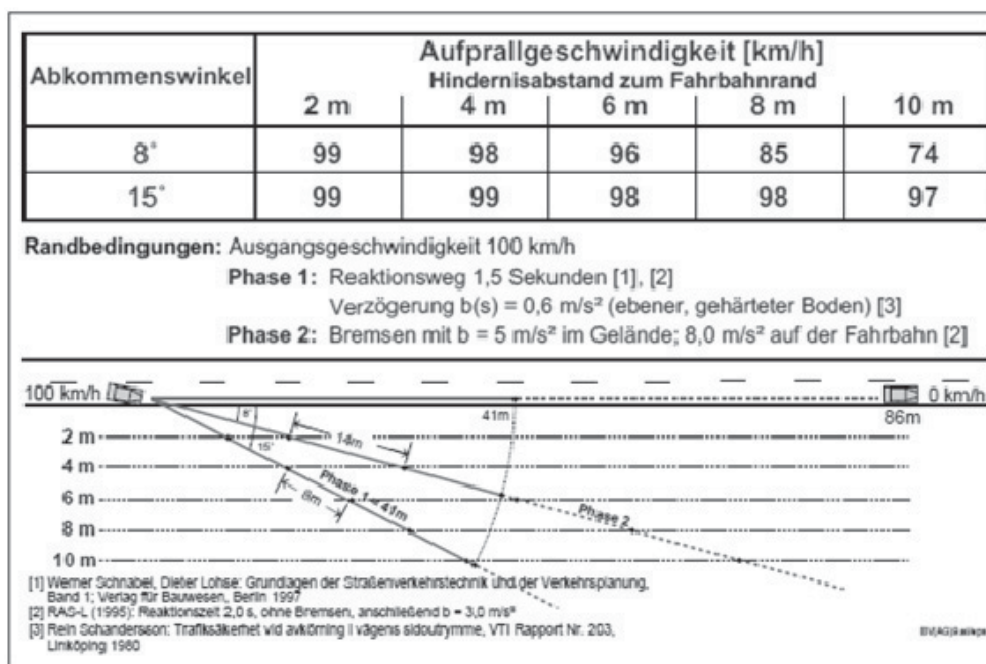 Abkommenswinkel
Aufprallgeschwindigkeit [km/h]
Hindernisabstand zum Fahrbahnrand
2 m 4 m 6 m 8 m 10 m
8° 99 98 96 85 74
15° 99 99 98 98 97
Randbedingungen: Ausgangsgeschwindigkeit 100 km/h
Phase 1: Reaktionsweg 1,5 Sekunden [1], [2]
Verzögerung b(s) = 0,6 m/s² (ebener, gehärteter Boden) [3]
Phase 2: Bremsen mit b = 5 m/s² im Gelände; 8,0 m/s² auf der Fahrbahn [2]
100 km/h
0 km/h
41m
86m
8°
15°
2 m
14m
4 m
Phase 1 = 41m
6 m
8m
Phase 2
8 m
10 m
[1] Werner Schnabel, Dieter Lohse: Grundlagen der Straßenverkehrstechnik und der Verkehrsplanung,
Band 1; Verlag für Bauwesen, Berlin 1997
[2] RAS-L (1995): Reaktionszeit 2,0 s, ohne Bremsen, anschließend b = 3,0 m/s²
[3] Rein Schandersson: Trafiksäkerhet vid avkörning i vägens sidoutrymme, VTI Rapport Nr. 203,
Linköping 1980